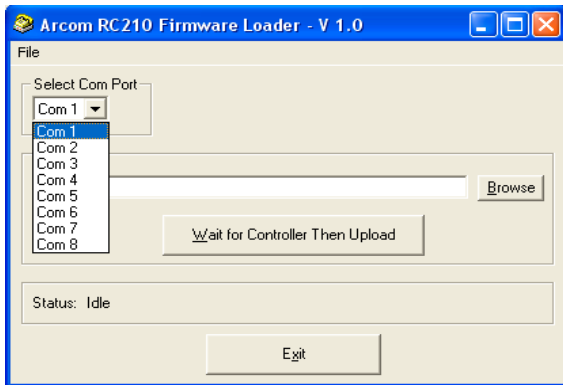 Arcom RC210 Firmware Loader - V 1.0
File
Select Com Port
Com 1
Com 1
Com 2
Com 3
Com 4
Com 5
Com 6
Com 7
Com 8
Browse
Wait for Controller Then Upload
Status: Idle
Exit